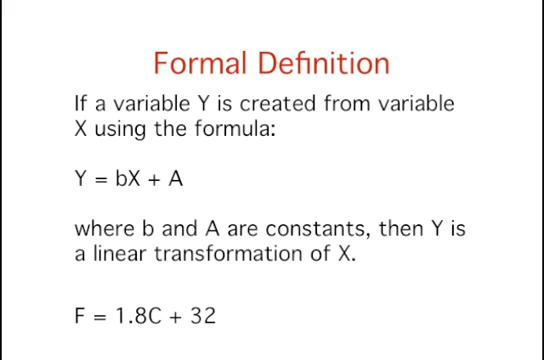 Formal Definition
If a variable Y is created from variable
X using the formula:
Y = bX + A
where b and A are constants, then Y is
a linear transformation of X.
F = 1.8C + 32